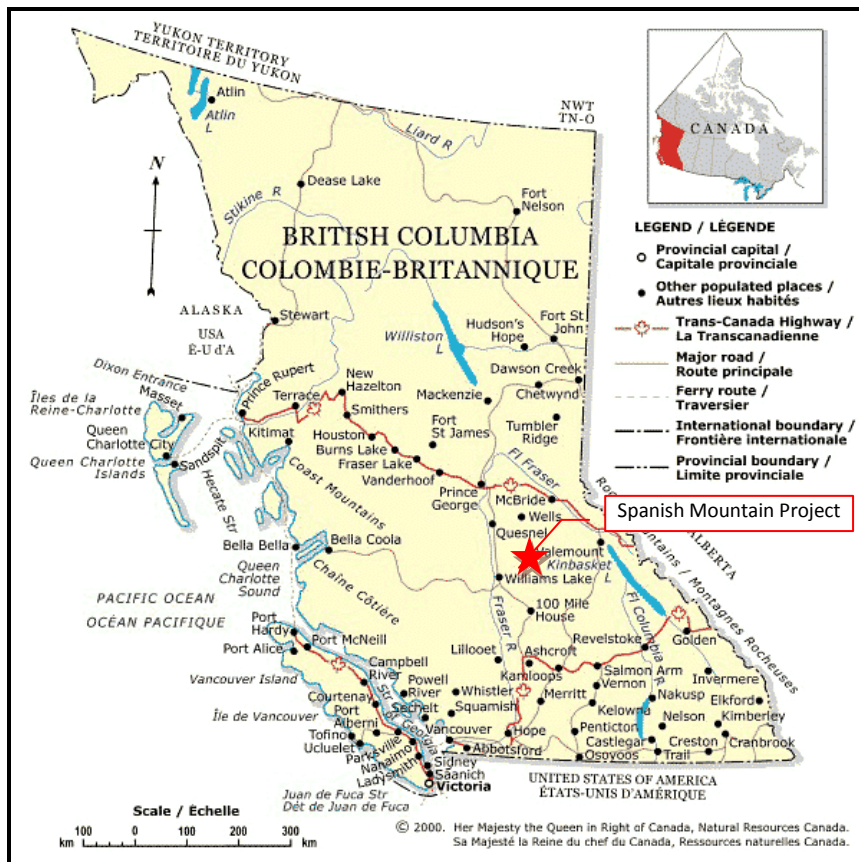 YUKON TERRITORY
TERRITOIRE DU YUKON
NWT
TN-O
Atlin
Atlin
L
Liard R
CANADA
N
Dease Lake
Fort
Nelson
Stikine R
BRITISH COLUMBIA
COLOMBIE-BRITANNIQUE
LEGEND / LÉGENDE
Provincial capital /
Capitale provinciale
Other populated places /
Autres lieux habités
Trans-Canada Highway /
La Transcanadienne
Major road /
Route principale
Ferry route /
Traversier
International boundary /
Frontière internationale
Provincial boundary /
Limite provinciale
ALASKA
USA
É-U d'A
Stewart
Williston
L
Hudson's
Hope
Fort St
John
Dawson Creek
Chetwynd
Mackenzie
Tumbler
Ridge
Dixon Entrance
Îles de la
Reine-Charlotte
Masset
Queen
Charlotte City
Queen Charlotte
Islands
Sandspit
Prince Rupert
Terrace
New
Hazelton
Smithers
Kitimat
Houston
Burns Lake
Fraser Lake
Vanderhoof
Fort
St James
Prince
George
Hecate Str
Coast Mountains
Fl Fraser
McBride
Wells
Quesnel
Spanish Mountain Project
Valemount
Kinbasket
L
ALBERTA
Mountains / Montagnes Rocheuses
Bella Bella
Bella Coola
Williams Lake
Queen
Charlotte
Sound
Chaîne Côtière
100 Mile
House
Fraser R
Fl Columbia R
PACIFIC OCEAN
OCÉAN PACIFIQUE
Port
Hardy
Port McNeill
Port Alice
Vancouver Island
Île de Vancouver
Campbell
River
Courtenay
Port
Alberni
Tofino
Ucluelet
Parkeville
Nanaimo
Ladysmith
Powell
River
Sechelt
Str of Georgia
Whistler
Squamish
Vancouver
Abbotsford
Hope
Sidney
Saanich
Victoria
Lillooet
Ashcroft
Kamloops
Merritt
Revelstoke
Golden
Salmon Arm
Vernon
Kelowna
Penticton
Osoyoos
Nakusp
Castlegar
Trail
Nelson
Creston
Invermere
Elkford
Kimberley
Cranbrook
Juan de Fuca Str
Dét de Juan de Fuca
UNITED STATES OF AMERICA
ÉTATS-UNIS D'AMÉRIQUE
Scale / Échelle
100 0 100 200 300
km km
© 2000. Her Majesty the Queen in Right of Canada, Natural Resources Canada.
Sa Majesté la Reine du chef du Canada, Ressources naturelles Canada.